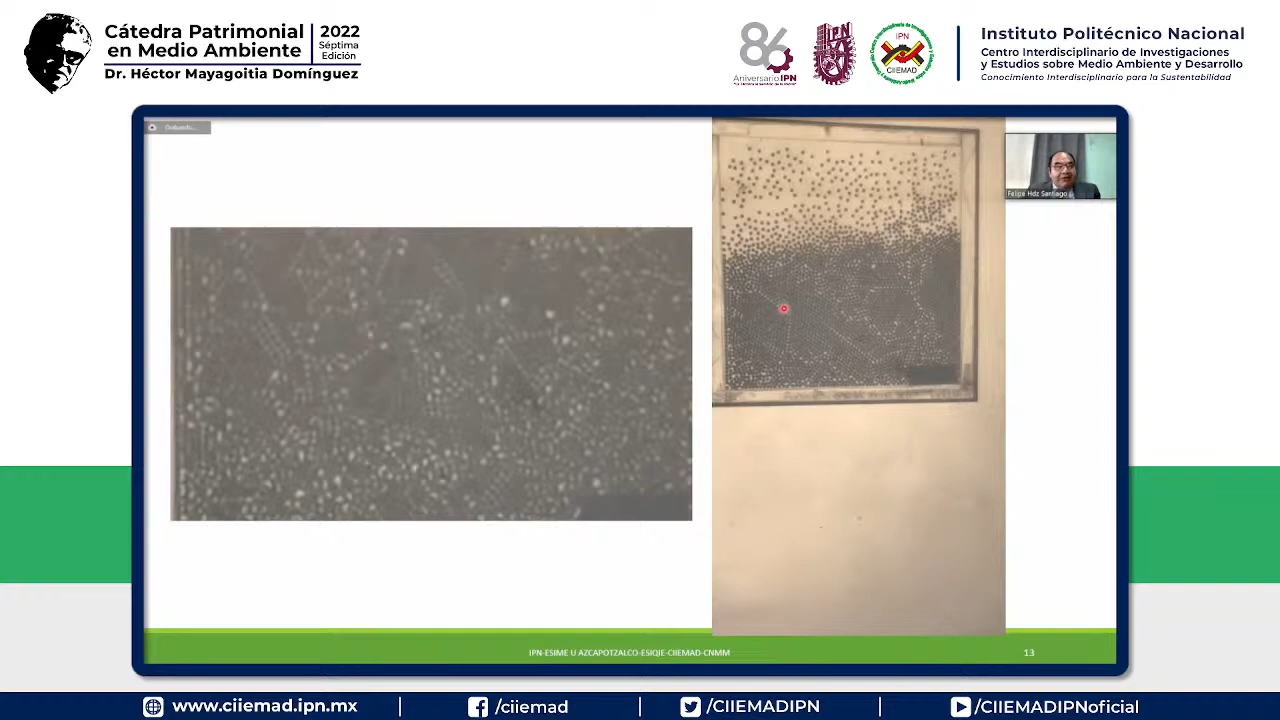 Cátedra Patrimonial
en Medio Ambiente
Dr. Héctor Mayagoitia Domínguez
2022
Séptima
Edición
86
Aniversario IPN
IPN
IPN
CIIEMAD
Instituto Politécnico Nacional
Centro Interdisciplinario de Investigaciones
y Estudios sobre Medio Ambiente y Desarrollo
Conocimiento Interdisciplinario para la Sustentabilidad
Felipe Hdz Santiago
IPN-ESIME U AZCAPOTZALCO-ESIQIE-CIIEMAD-CNMM
13
www.ciiemad.ipn.mx
/ciiemad
/CIIEMADIPN
/CIIEMADIPNoficial